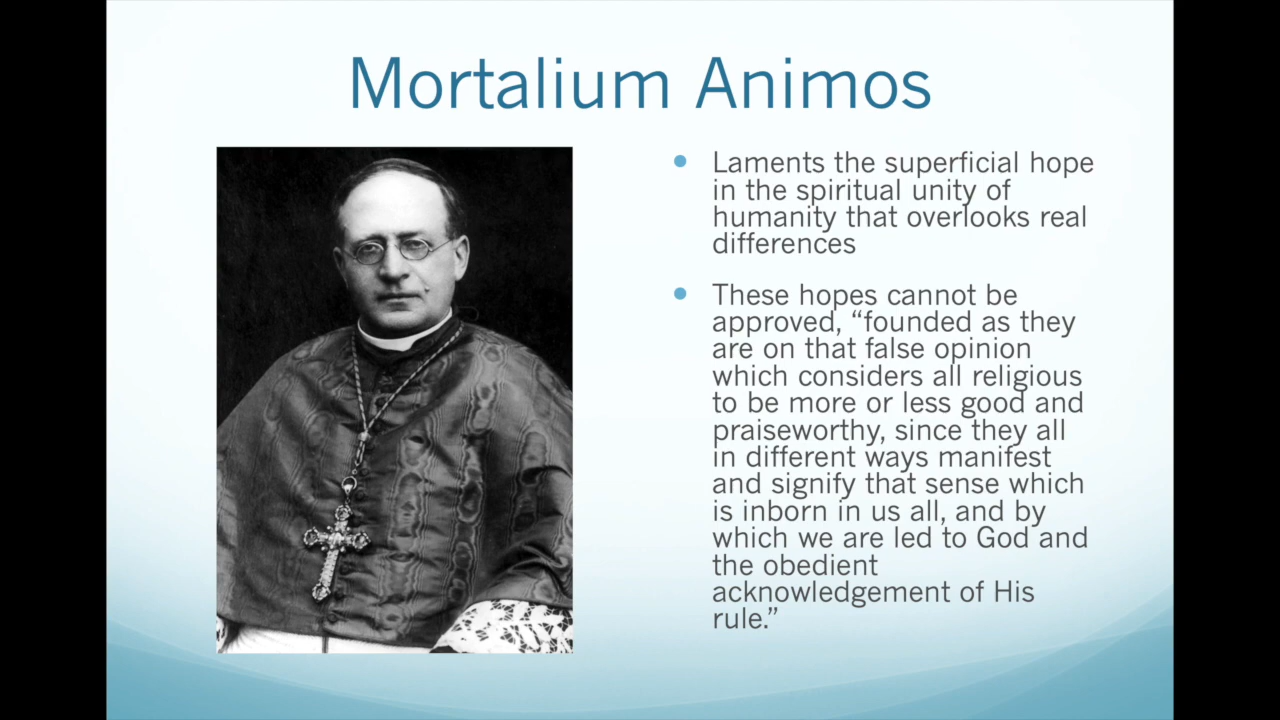 Mortalium Animos
• Laments the superficial hope
in the spiritual unity of
humanity that overlooks real
differences
• These hopes cannot be
approved, “founded as they
are on that false opinion
which considers all religious
to be more or less good and
praiseworthy, since they all
in different ways manifest
and signify that sense which
is inborn in us all, and by
which we are led to God and
the obedient
acknowledgement of His
rule.”